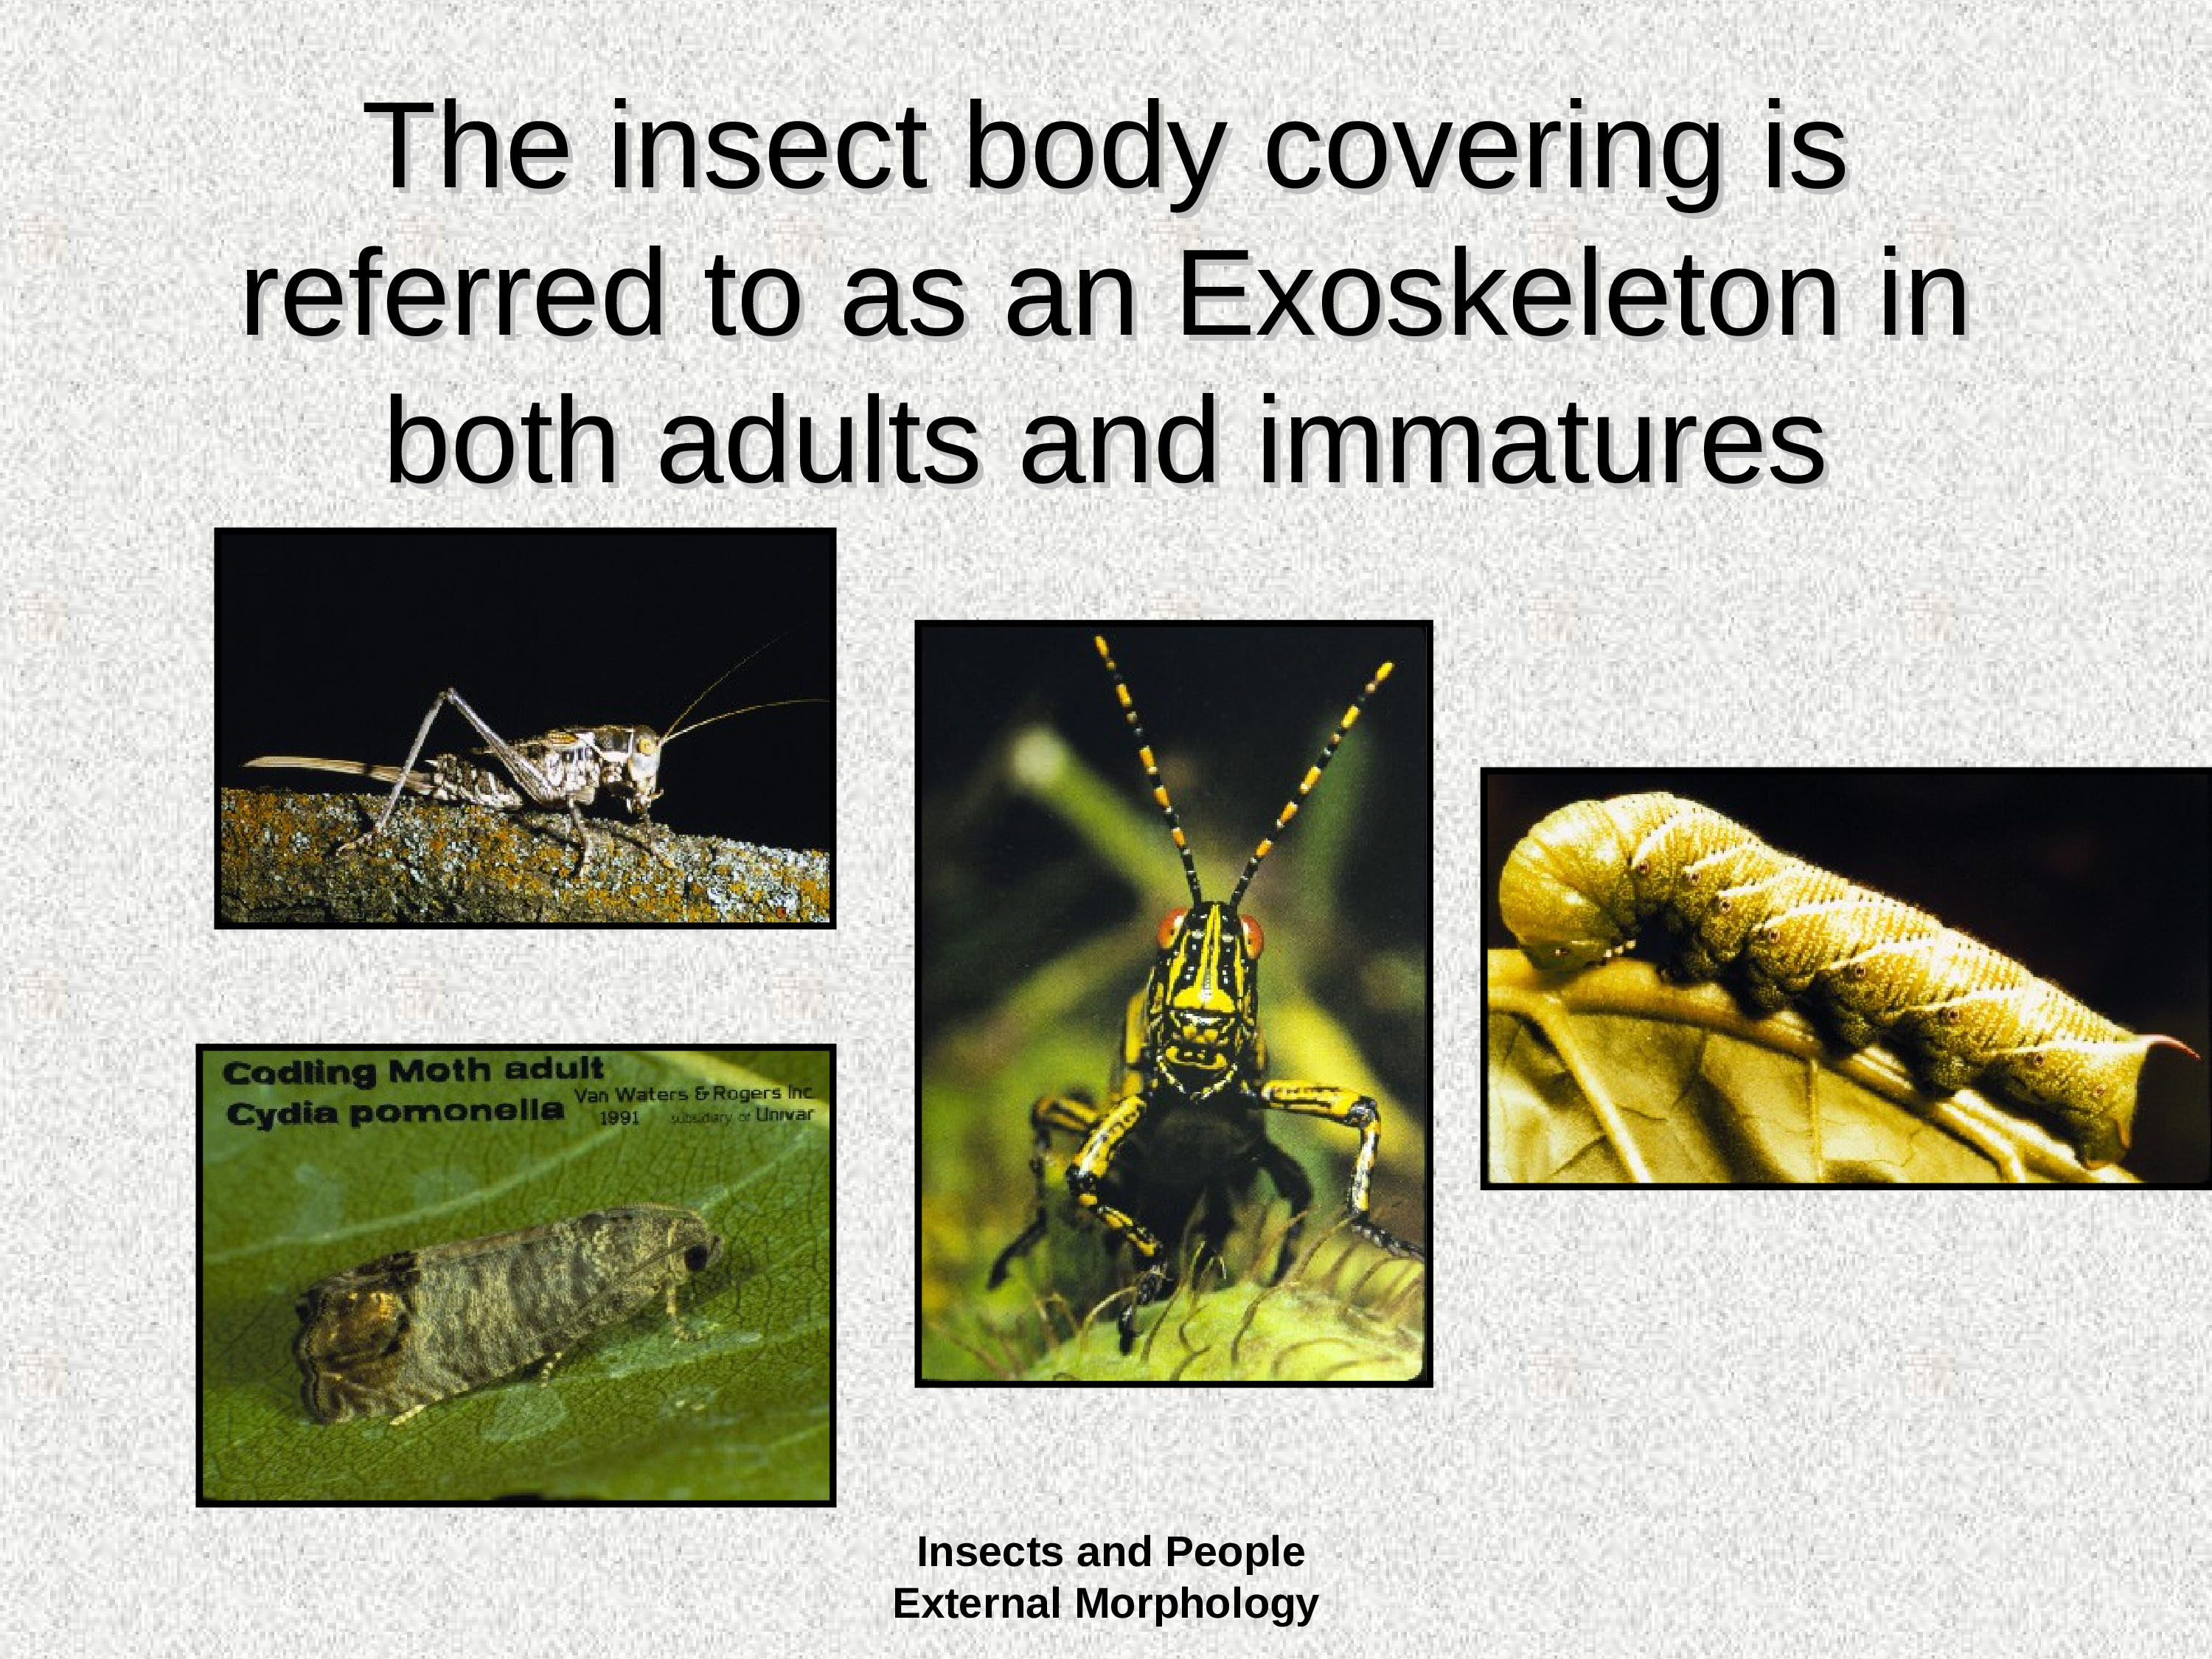 The insect body covering is
referred to as an Exoskeleton in
both adults and immatures
Codling Moth adult
Cydia pomonella
Van Waters & Rogers Inc.
1991 subsidiary of Univar
Insects and People
External Morphology